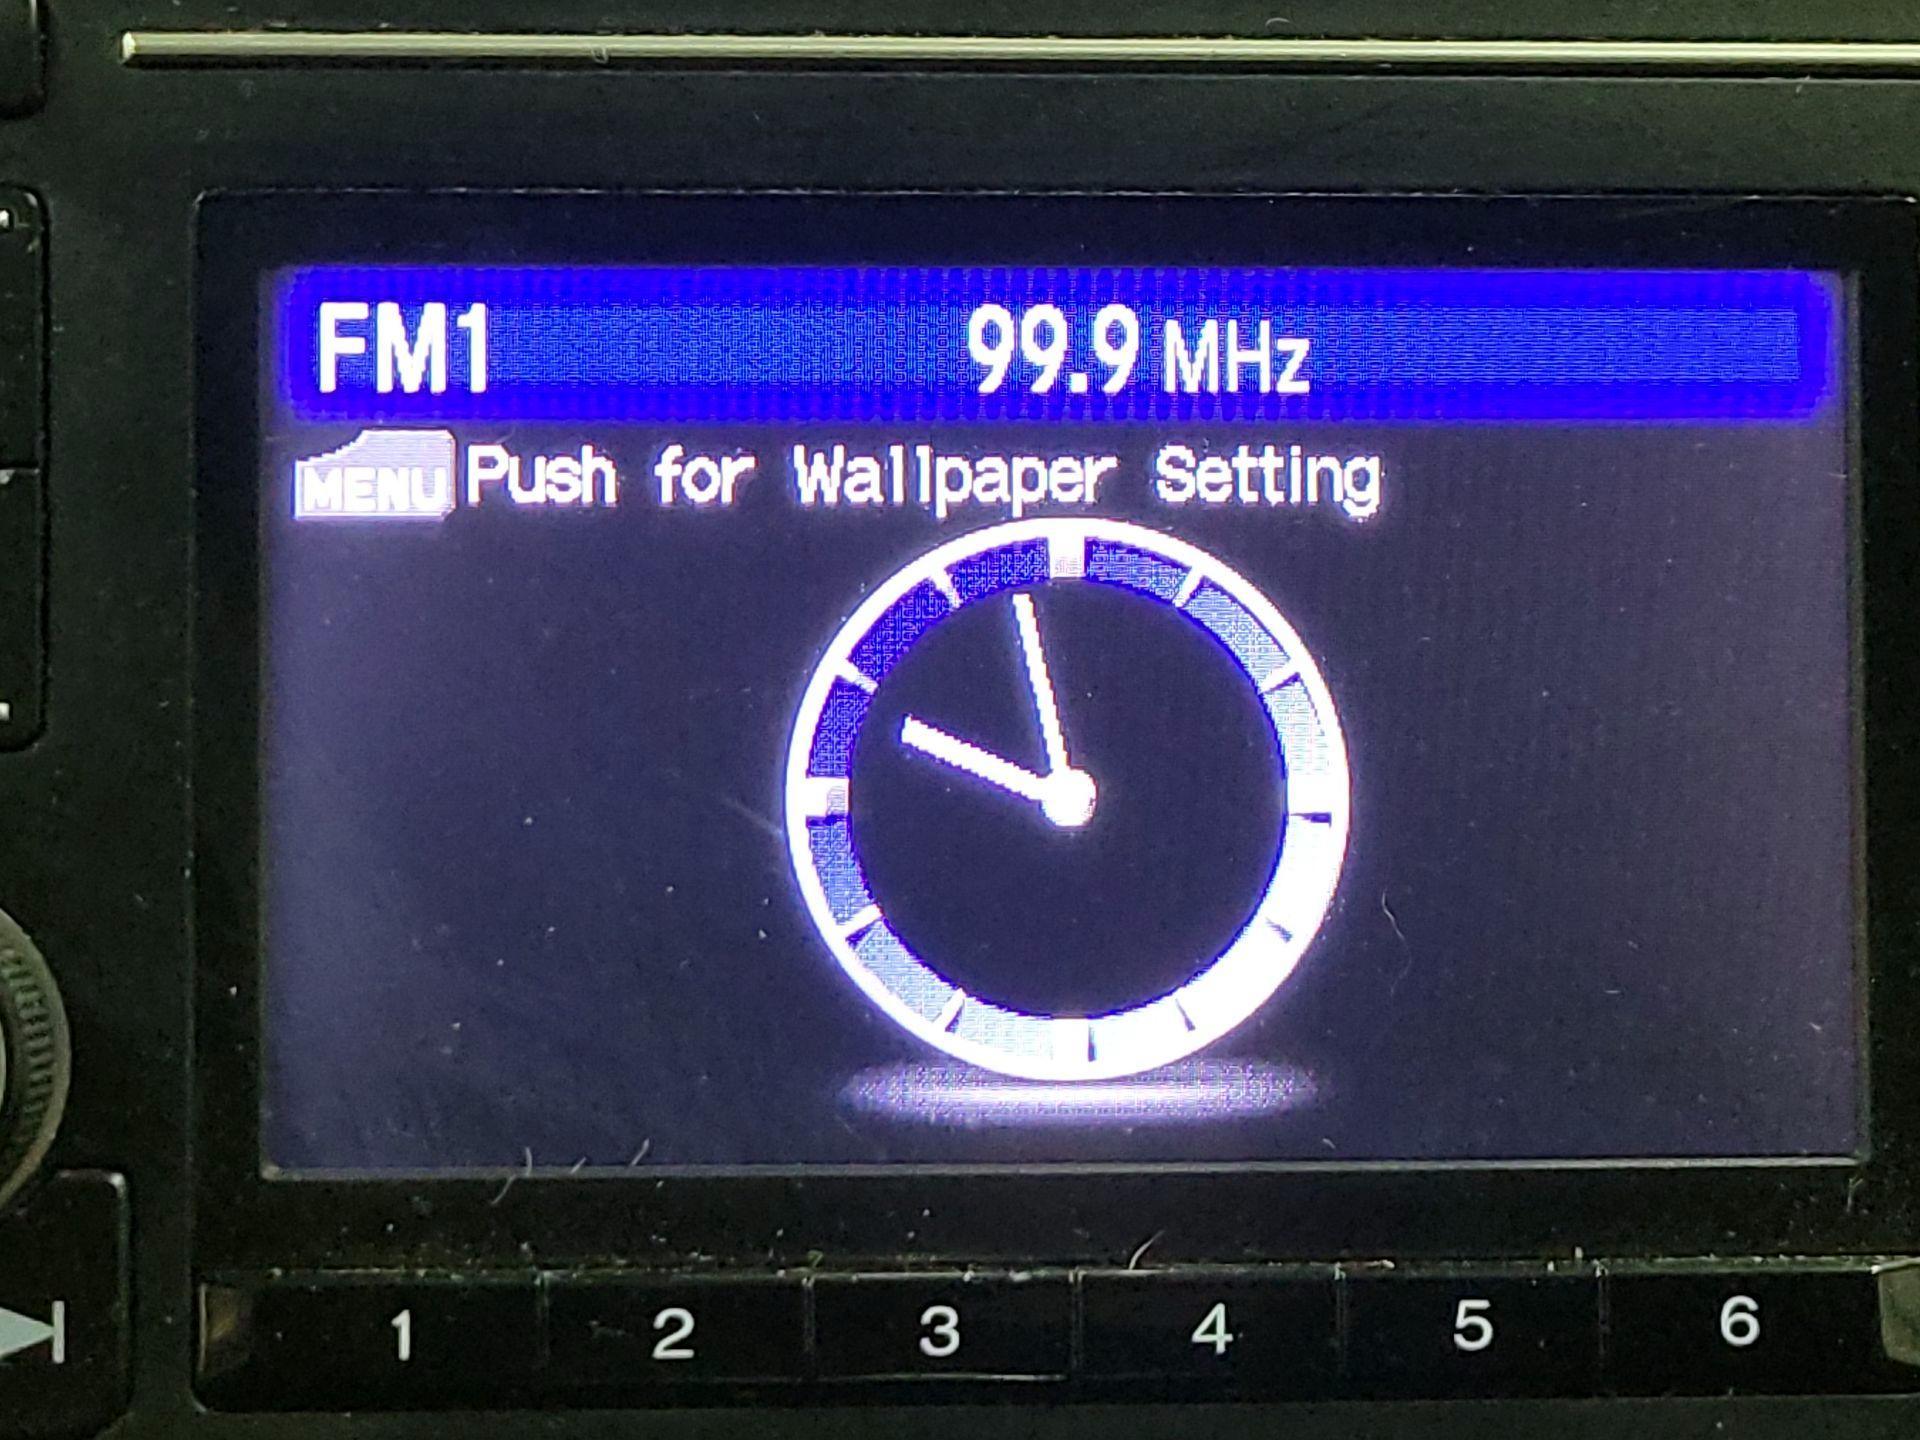 FM1 99.9 MHz
MENU Push for Wallpaper Setting
1 2 3 4 5 6